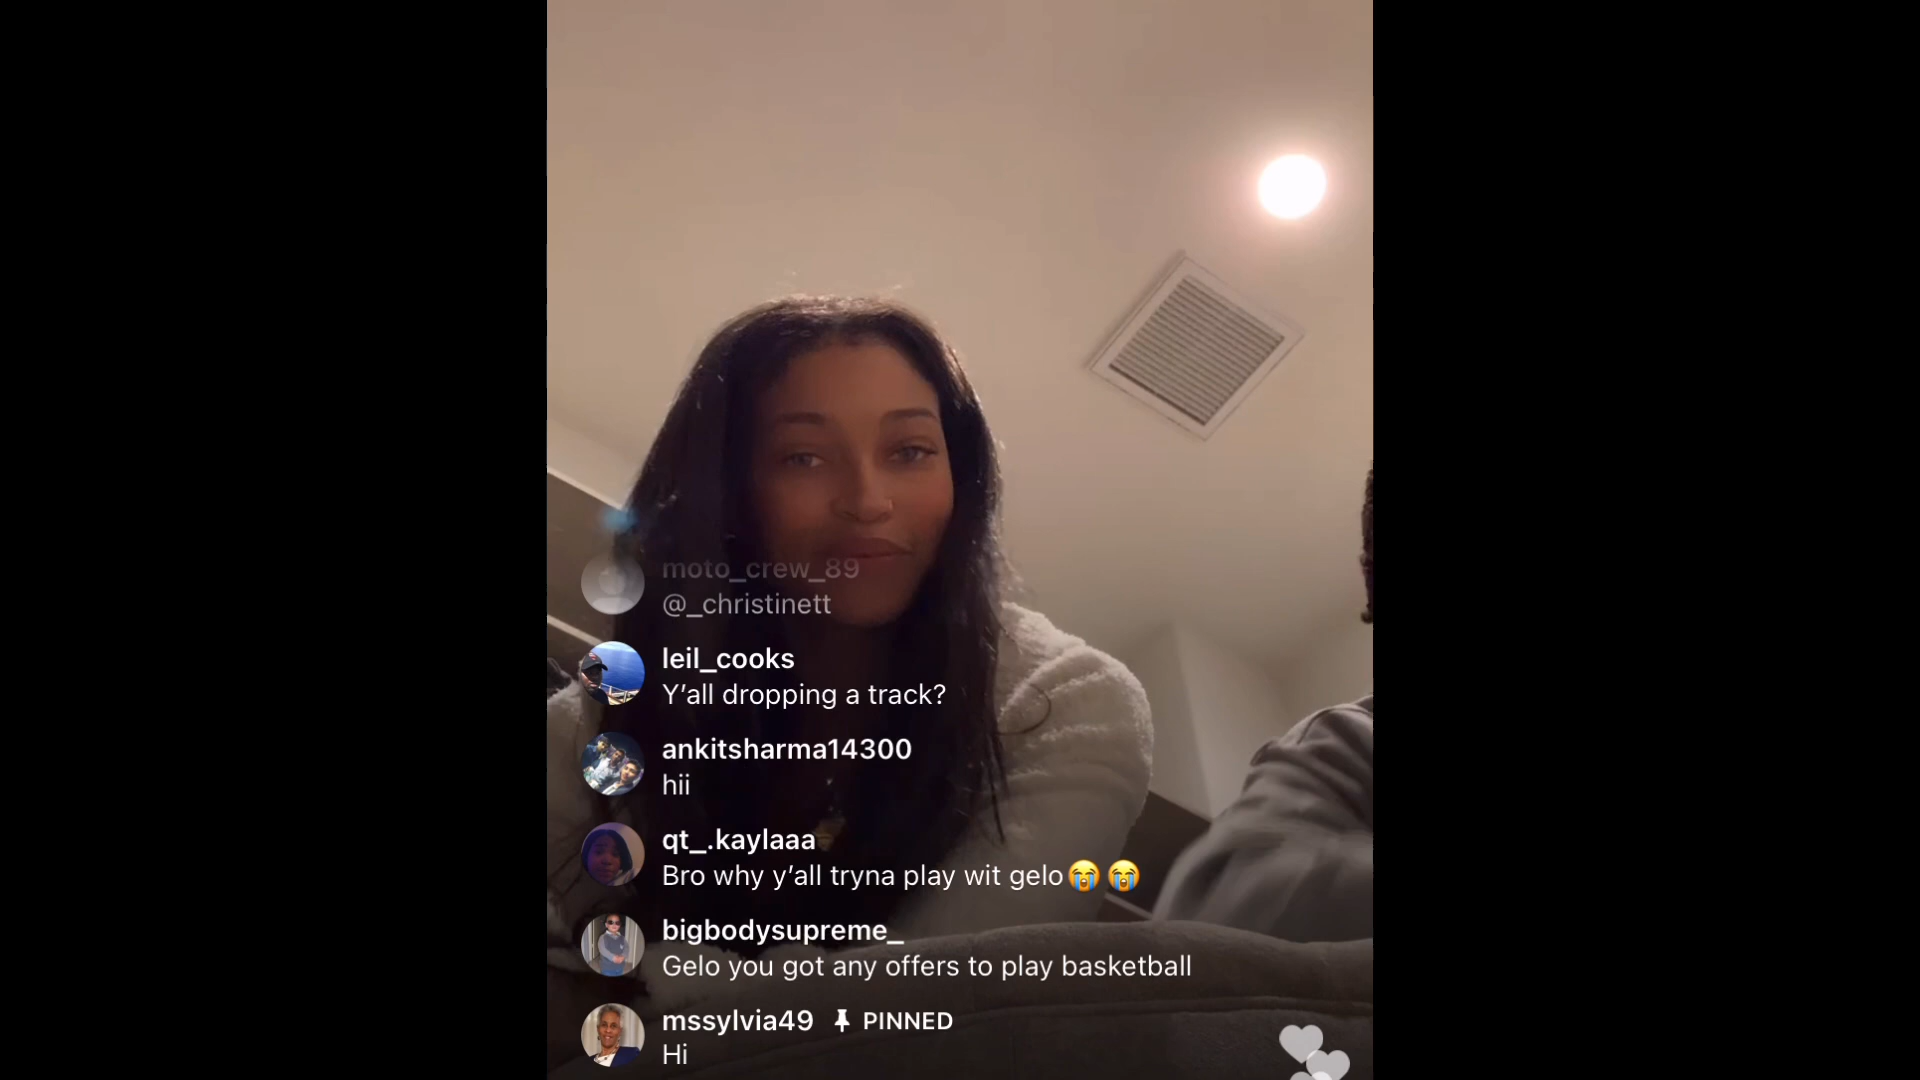 moto_crew_89
@_christinett
leil_cooks
Y’all dropping a track?
ankitsharma14300
hii
qt_.kaylaaa
Bro why y’all tryna play wit gelo😭😭
bigbodysupreme_
Gelo you got any offers to play basketball
mssylvia49 PINNED
Hi